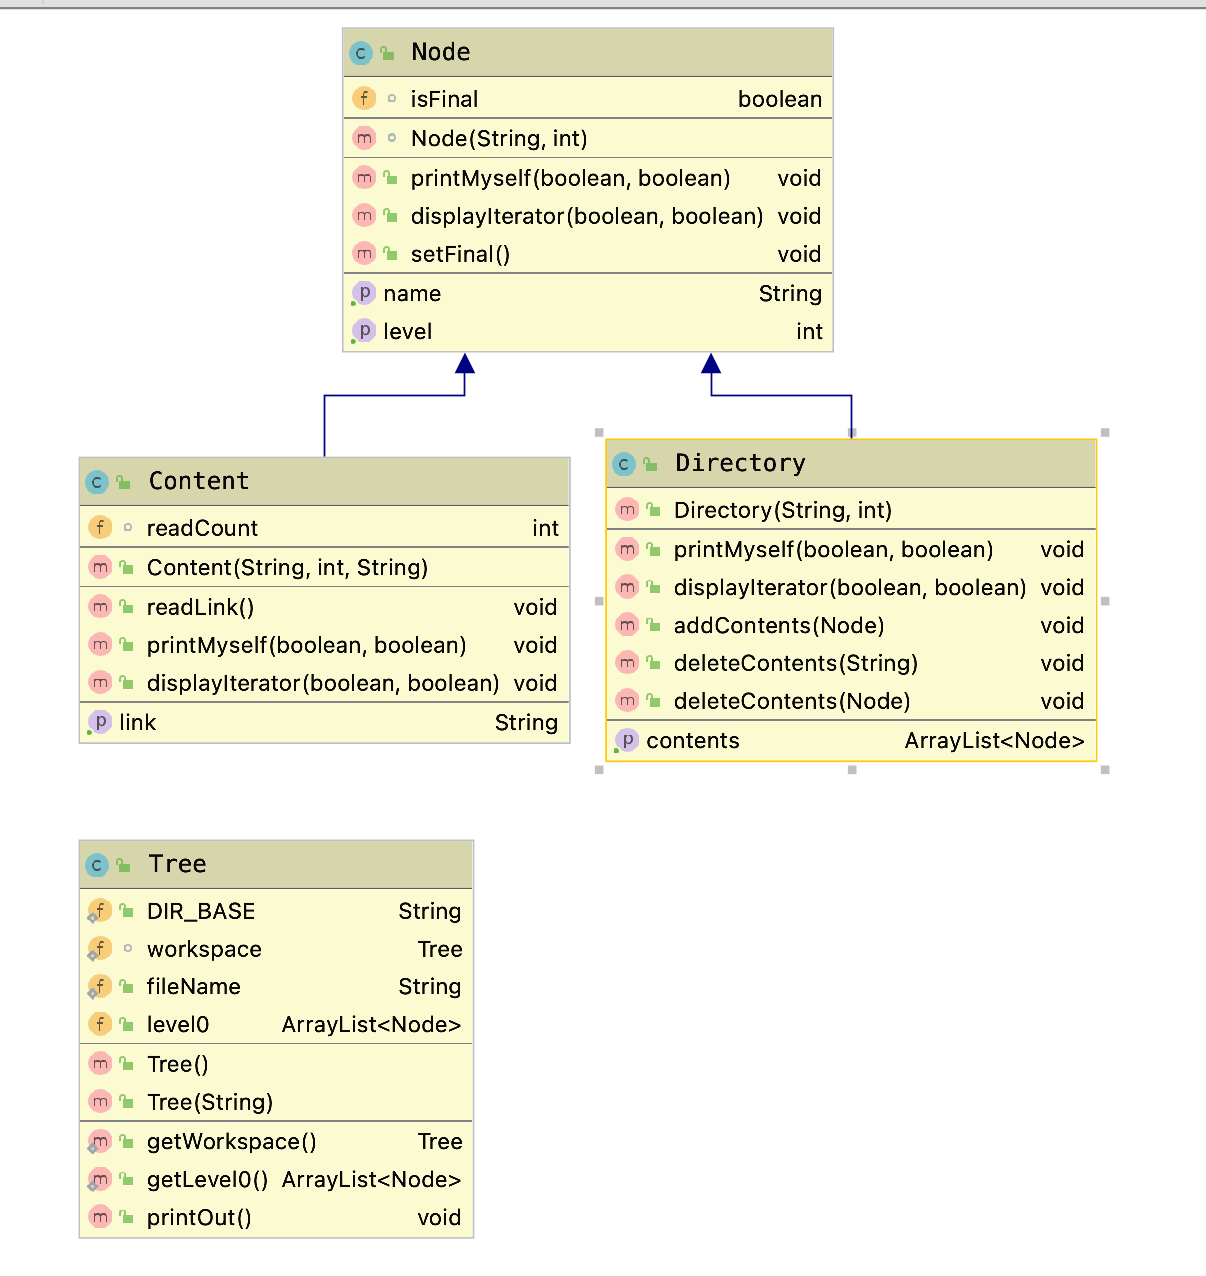 Node
isFinal boolean
Node(String, int)
printMyself(boolean, boolean) void
displayIterator(boolean, boolean) void
setFinal() void
name String
level int
Content
readCount int
Content(String, int, String)
readLink() void
printMyself(boolean, boolean) void
displayIterator(boolean, boolean) void
link String
Directory
Directory(String, int)
printMyself(boolean, boolean) void
displayIterator(boolean, boolean) void
addContents(Node) void
deleteContents(String) void
deleteContents(Node) void
contents ArrayList<Node>
Tree
DIR_BASE String
workspace Tree
fileName String
level0 ArrayList<Node>
Tree()
Tree(String)
getWorkspace() Tree
getLevel0() ArrayList<Node>
printOut() void